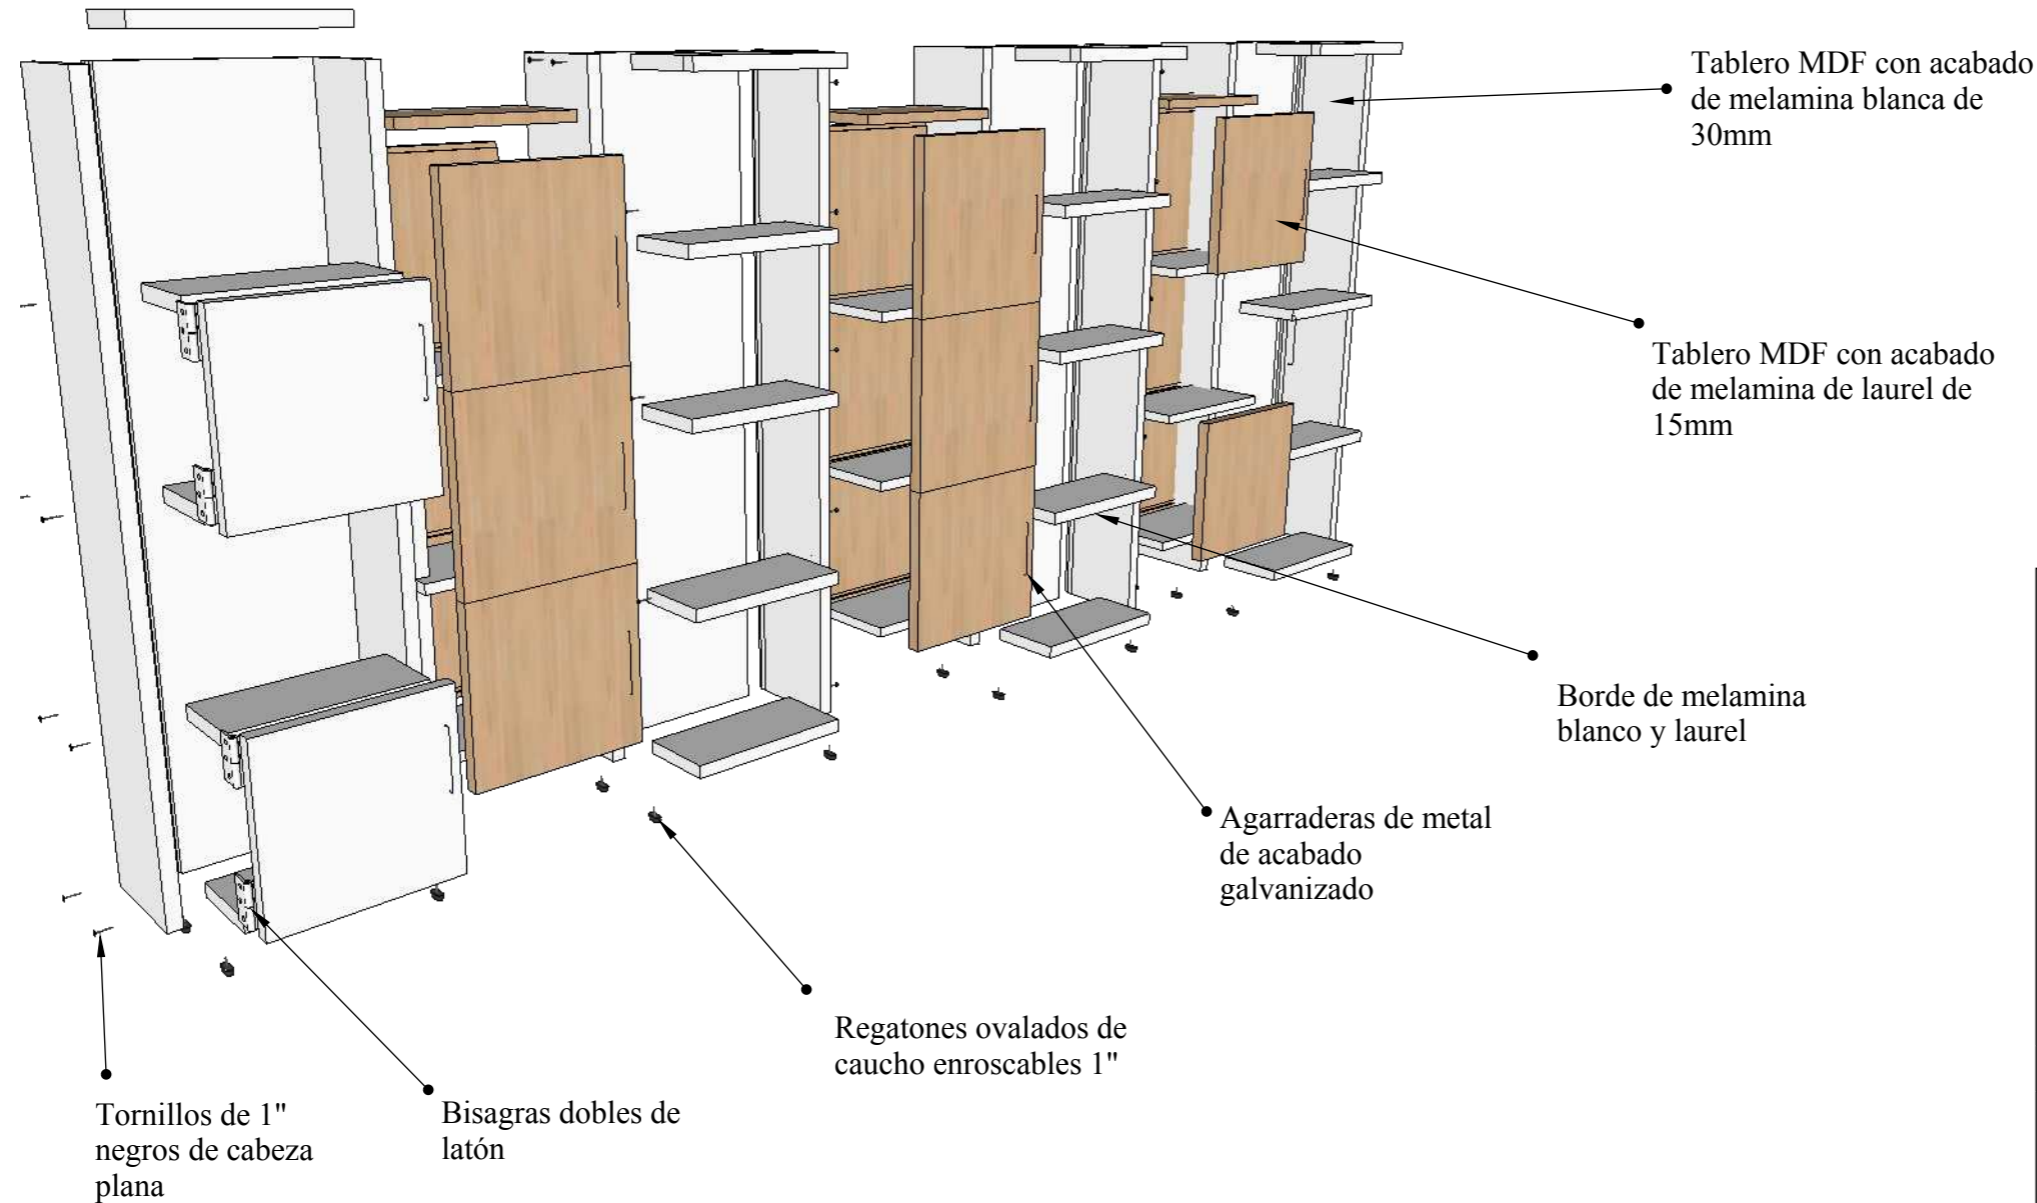 Tablero MDF con acabado
de melamina blanca de
30mm
Tablero MDF con acabado
de melamina de laurel de
15mm
Borde de melamina
blanco y laurel
Agarraderas de metal
de acabado
galvanizado
Regatones ovalados de
caucho enroscables 1"
Bisagras dobles de
latón
Tornillos de 1"
negros de cabeza
plana